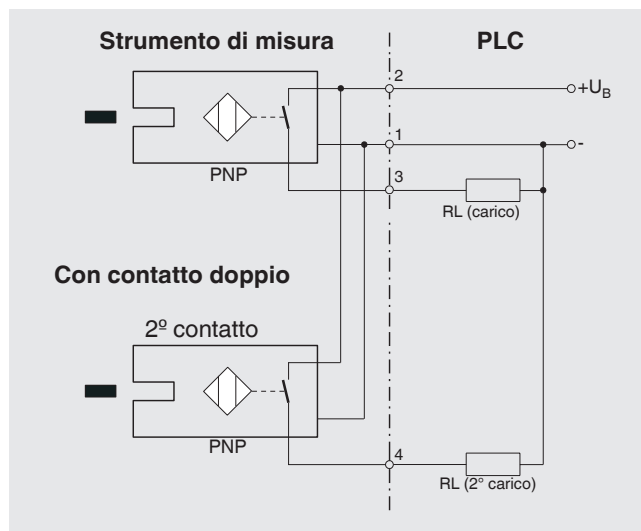 Strumento di misura
PLC
2
+UB
1
-
PNP
3
RL (carico)
Con contatto doppio
2º contatto
PNP
4
RL (2° carico)